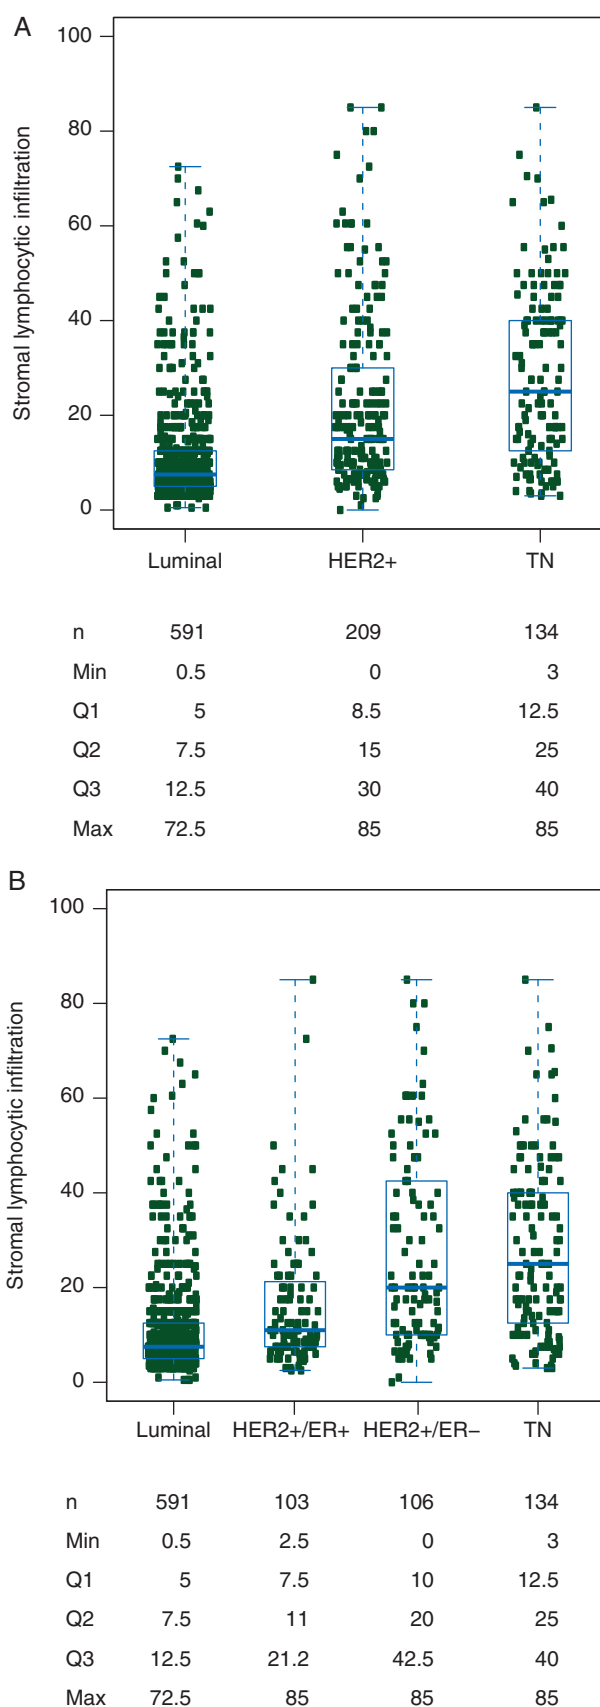 A
100
80
60
40
20
0
Stromal lymphocytic infiltration
Luminal HER2+ TN
n 591 209 134
Min 0.5 0 3
Q1 5 8.5 12.5
Q2 7.5 15 25
Q3 12.5 30 40
Max 72.5 85 85
B
100
80
60
40
20
0
Stromal lymphocytic infiltration
Luminal HER2+/ER+ HER2+/ER− TN
n 591 103 106 134
Min 0.5 2.5 0 3
Q1 5 7.5 10 12.5
Q2 7.5 11 20 25
Q3 12.5 21.2 42.5 40
Max 72.5 85 85 85